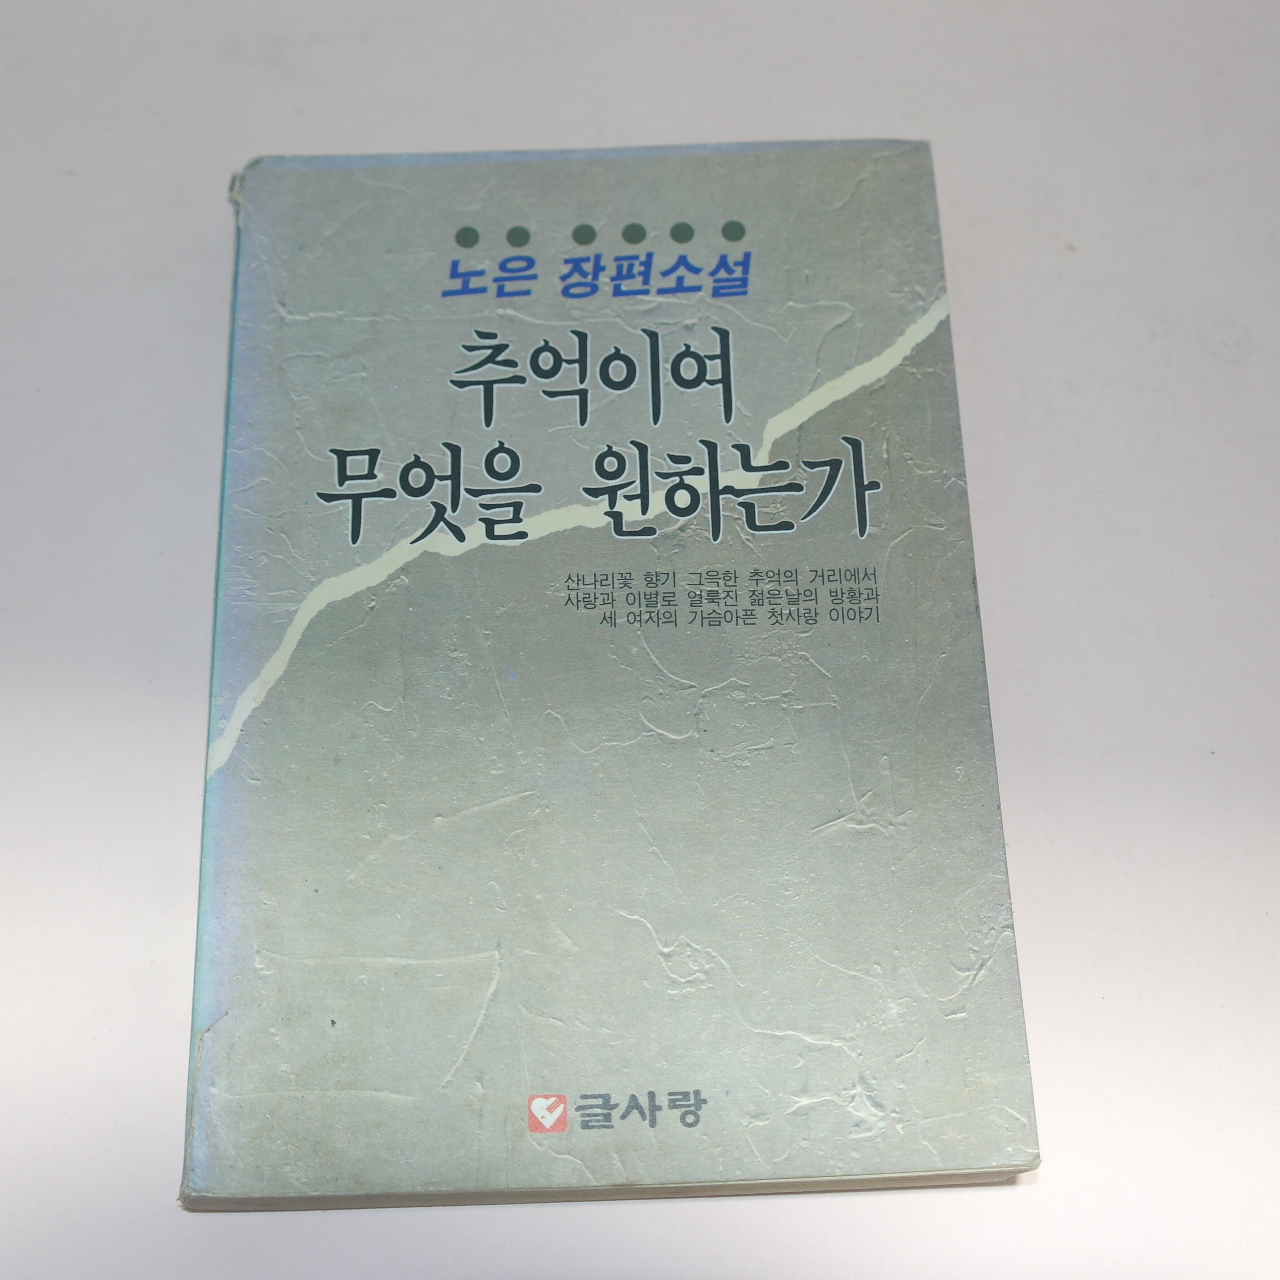 노은 장편소설
추억이여
무엇을 원하는가
산나리꽃 향기 그윽한 추억의 거리에서
사랑과 이별로 얼룩진 젊은날의 방황과
세 여자의 가슴아픈 첫사랑 이야기
글사랑